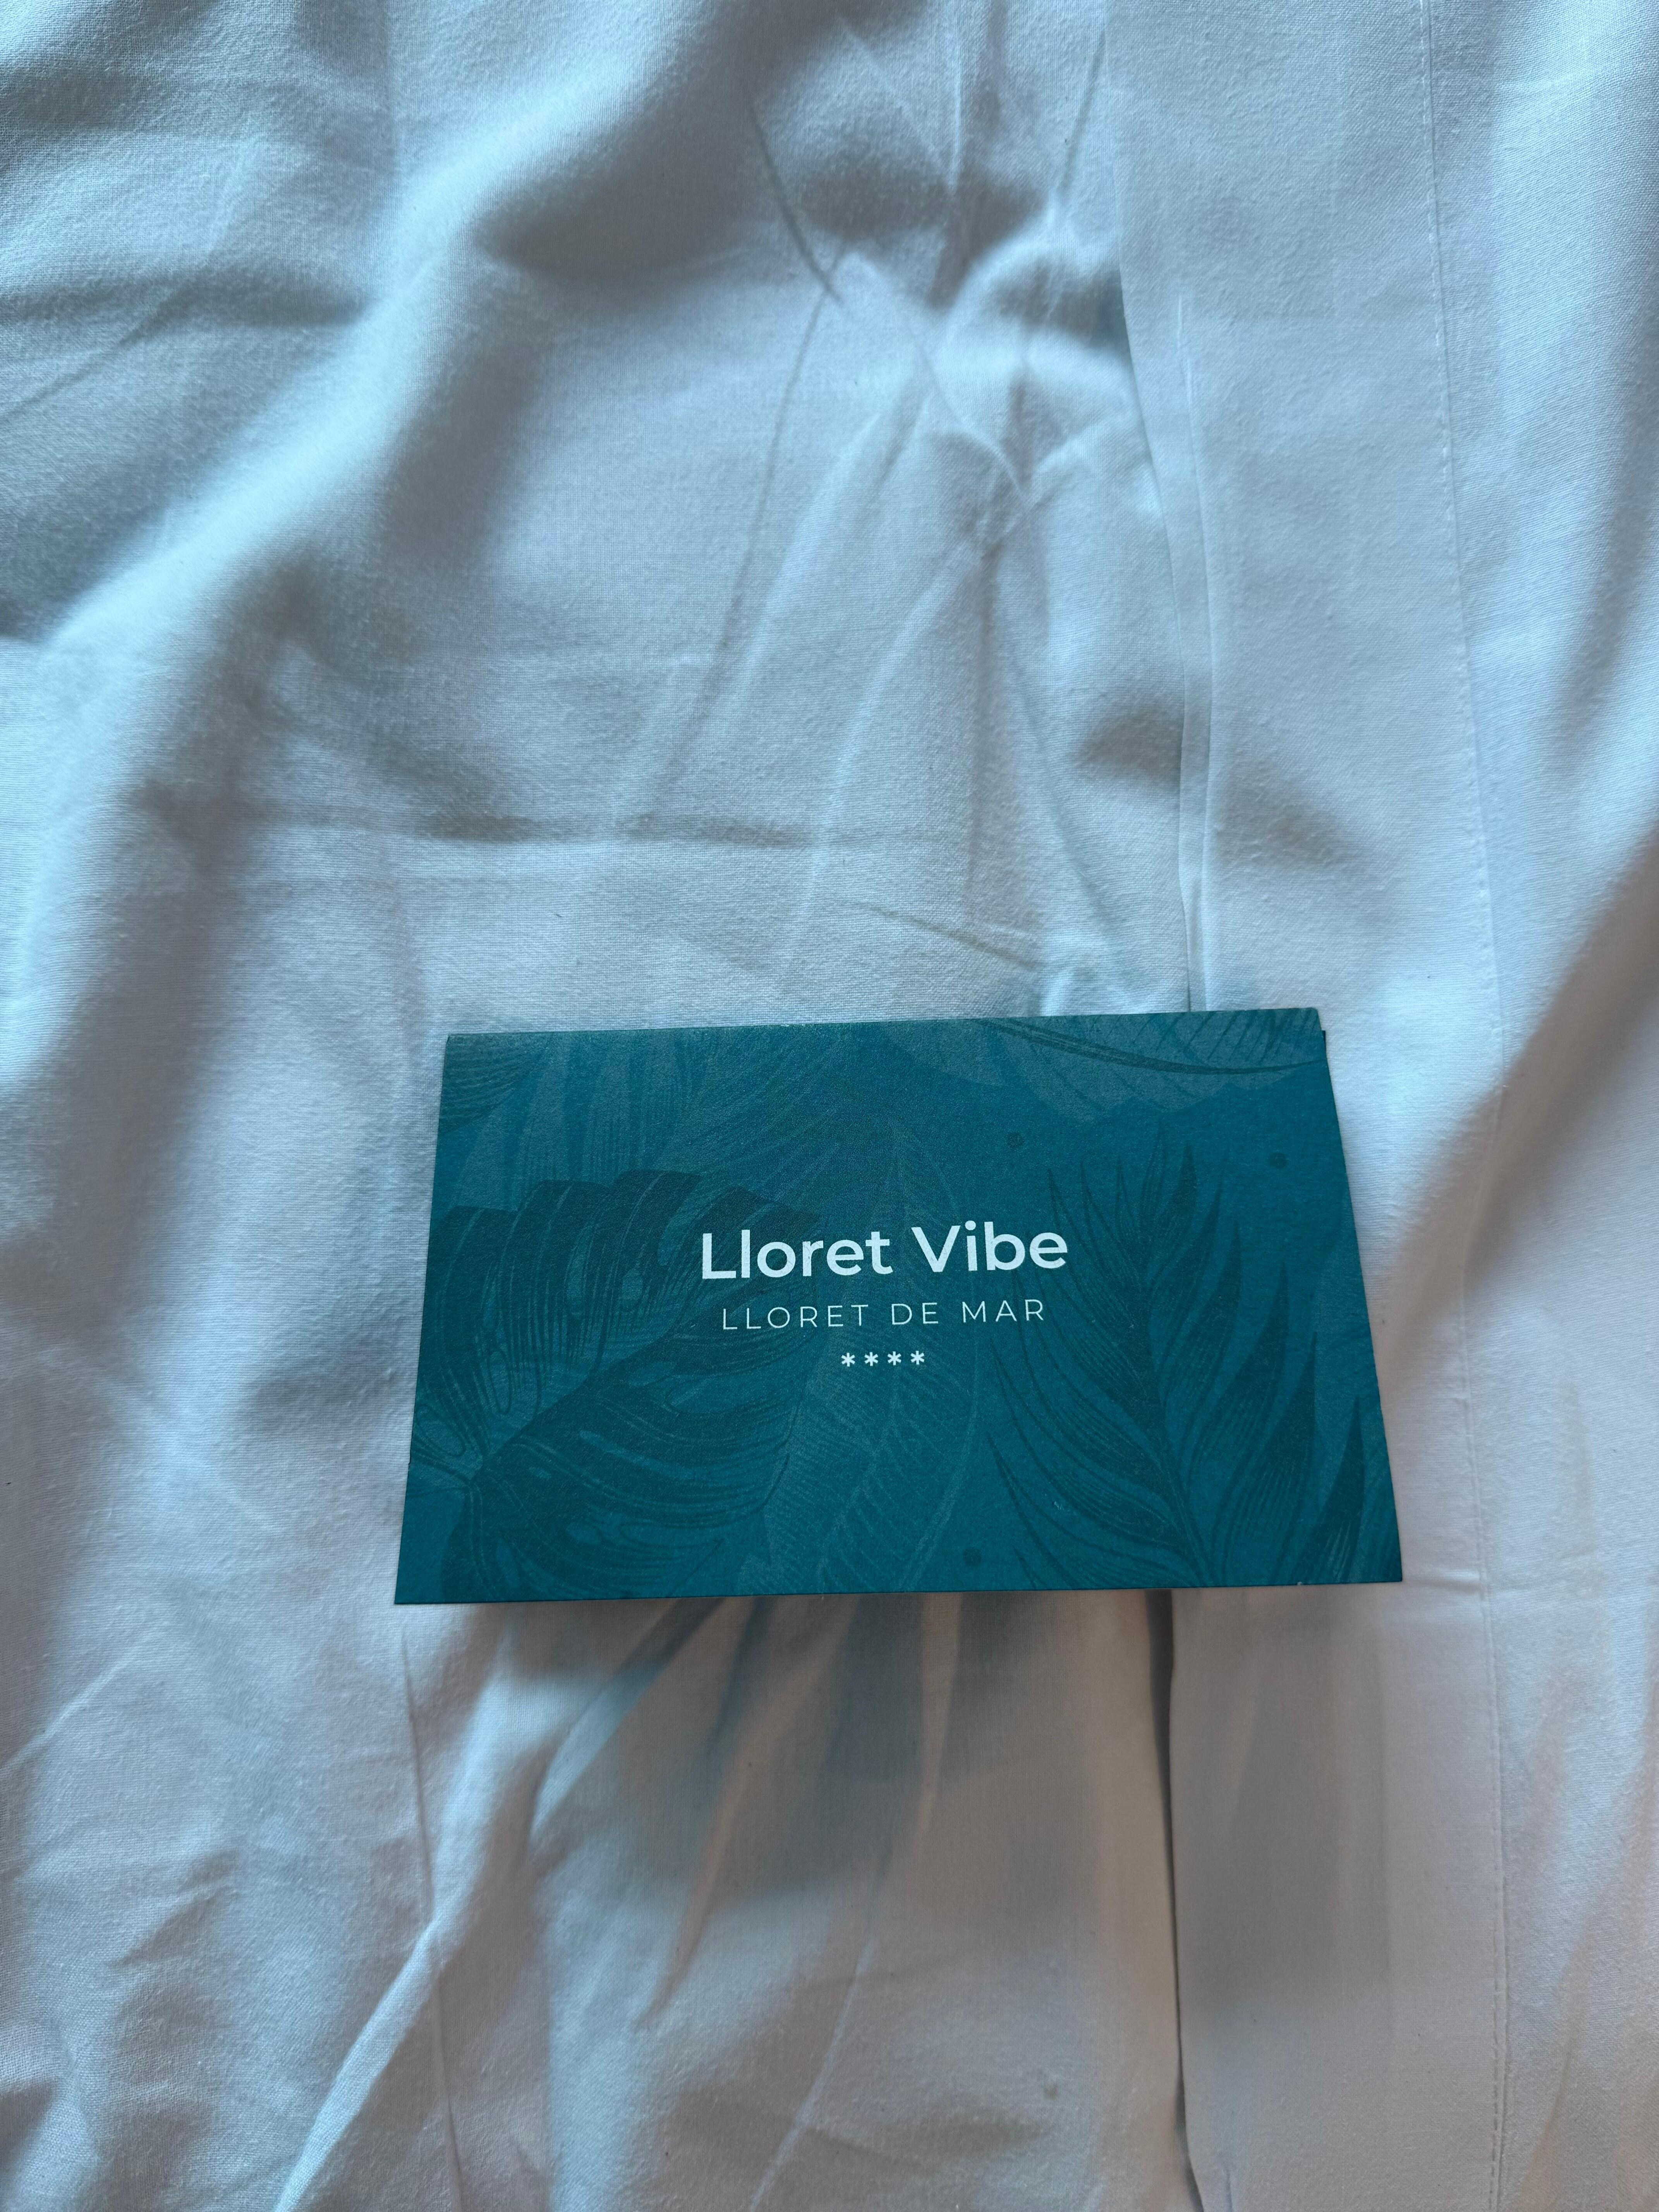 Lloret Vibe
LLORET DE MAR
****